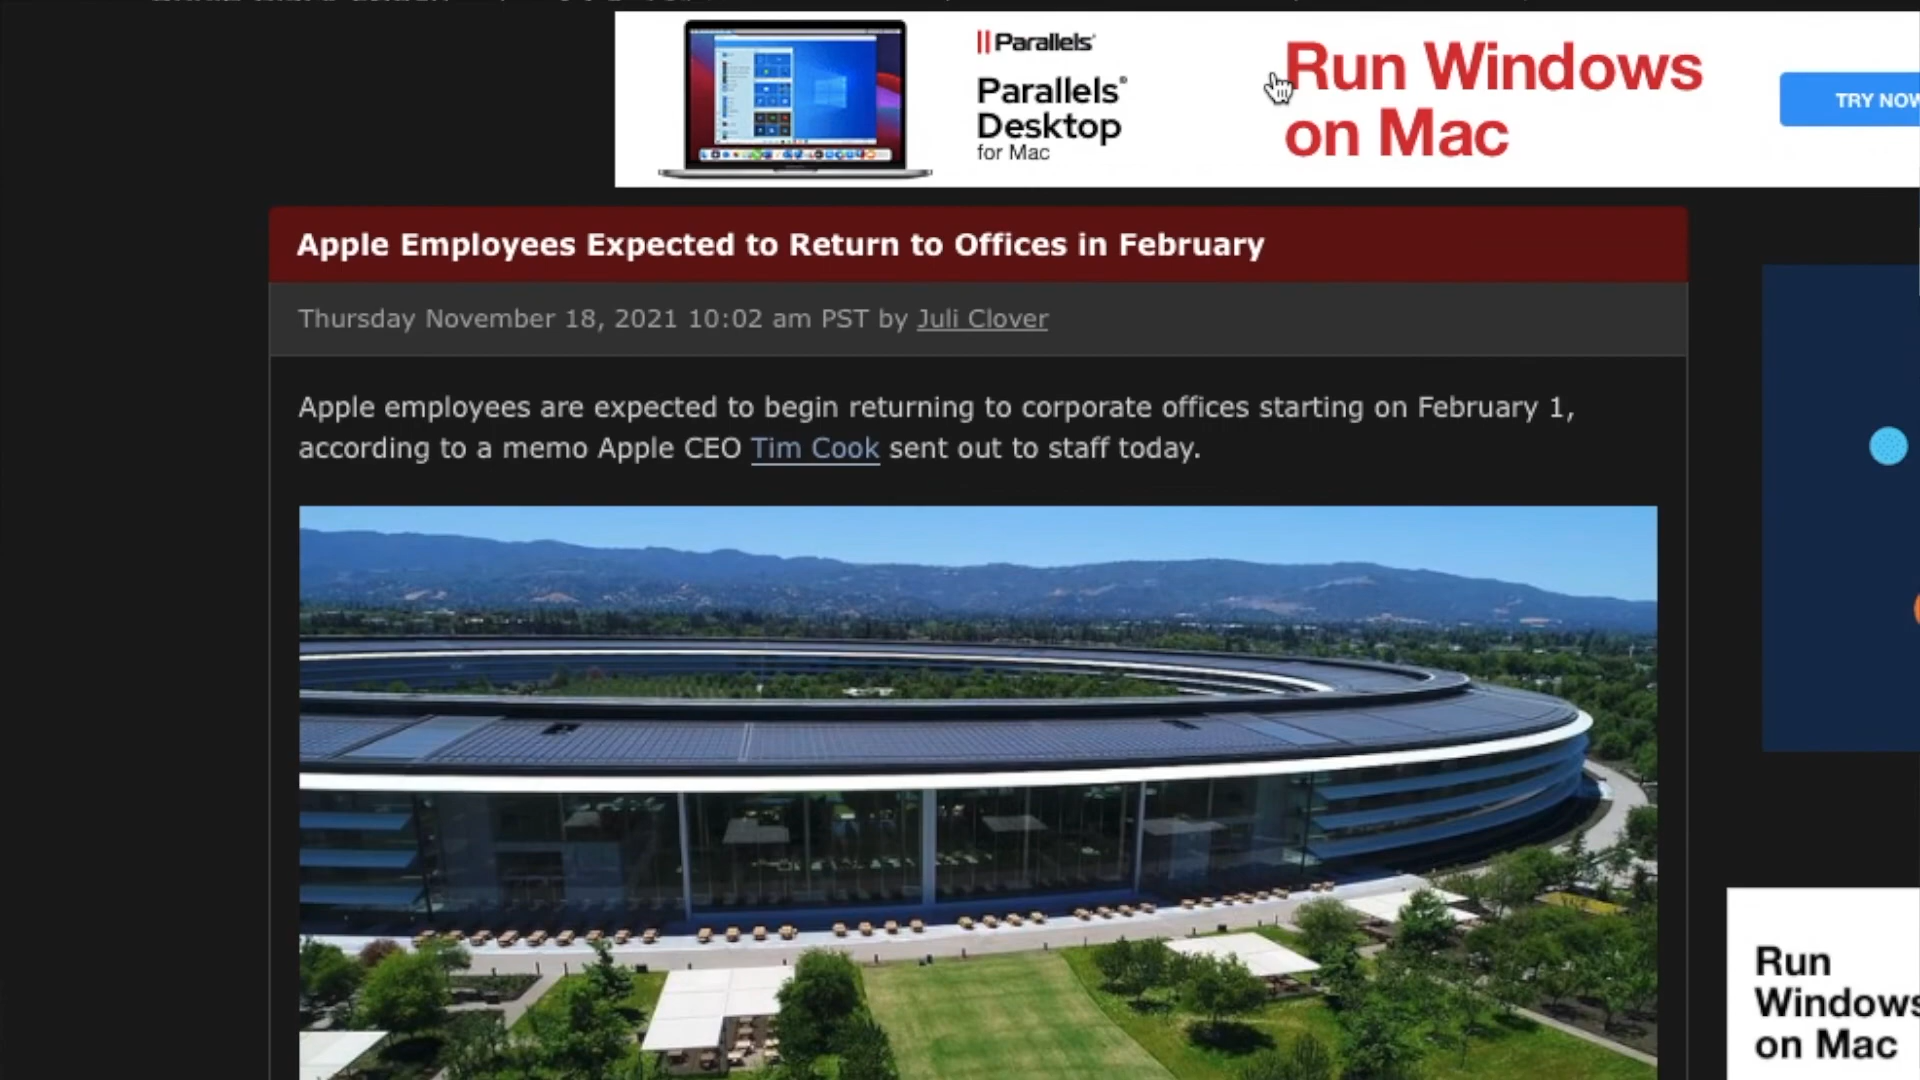 Parallels®
Parallels®
Desktop
for Mac
Run Windows
on Mac
TRY NOW
Apple Employees Expected to Return to Offices in February
Thursday November 18, 2021 10:02 am PST by Juli Clover
Apple employees are expected to begin returning to corporate offices starting on February 1,
according to a memo Apple CEO Tim Cook sent out to staff today.
Run
Windows
on Mac